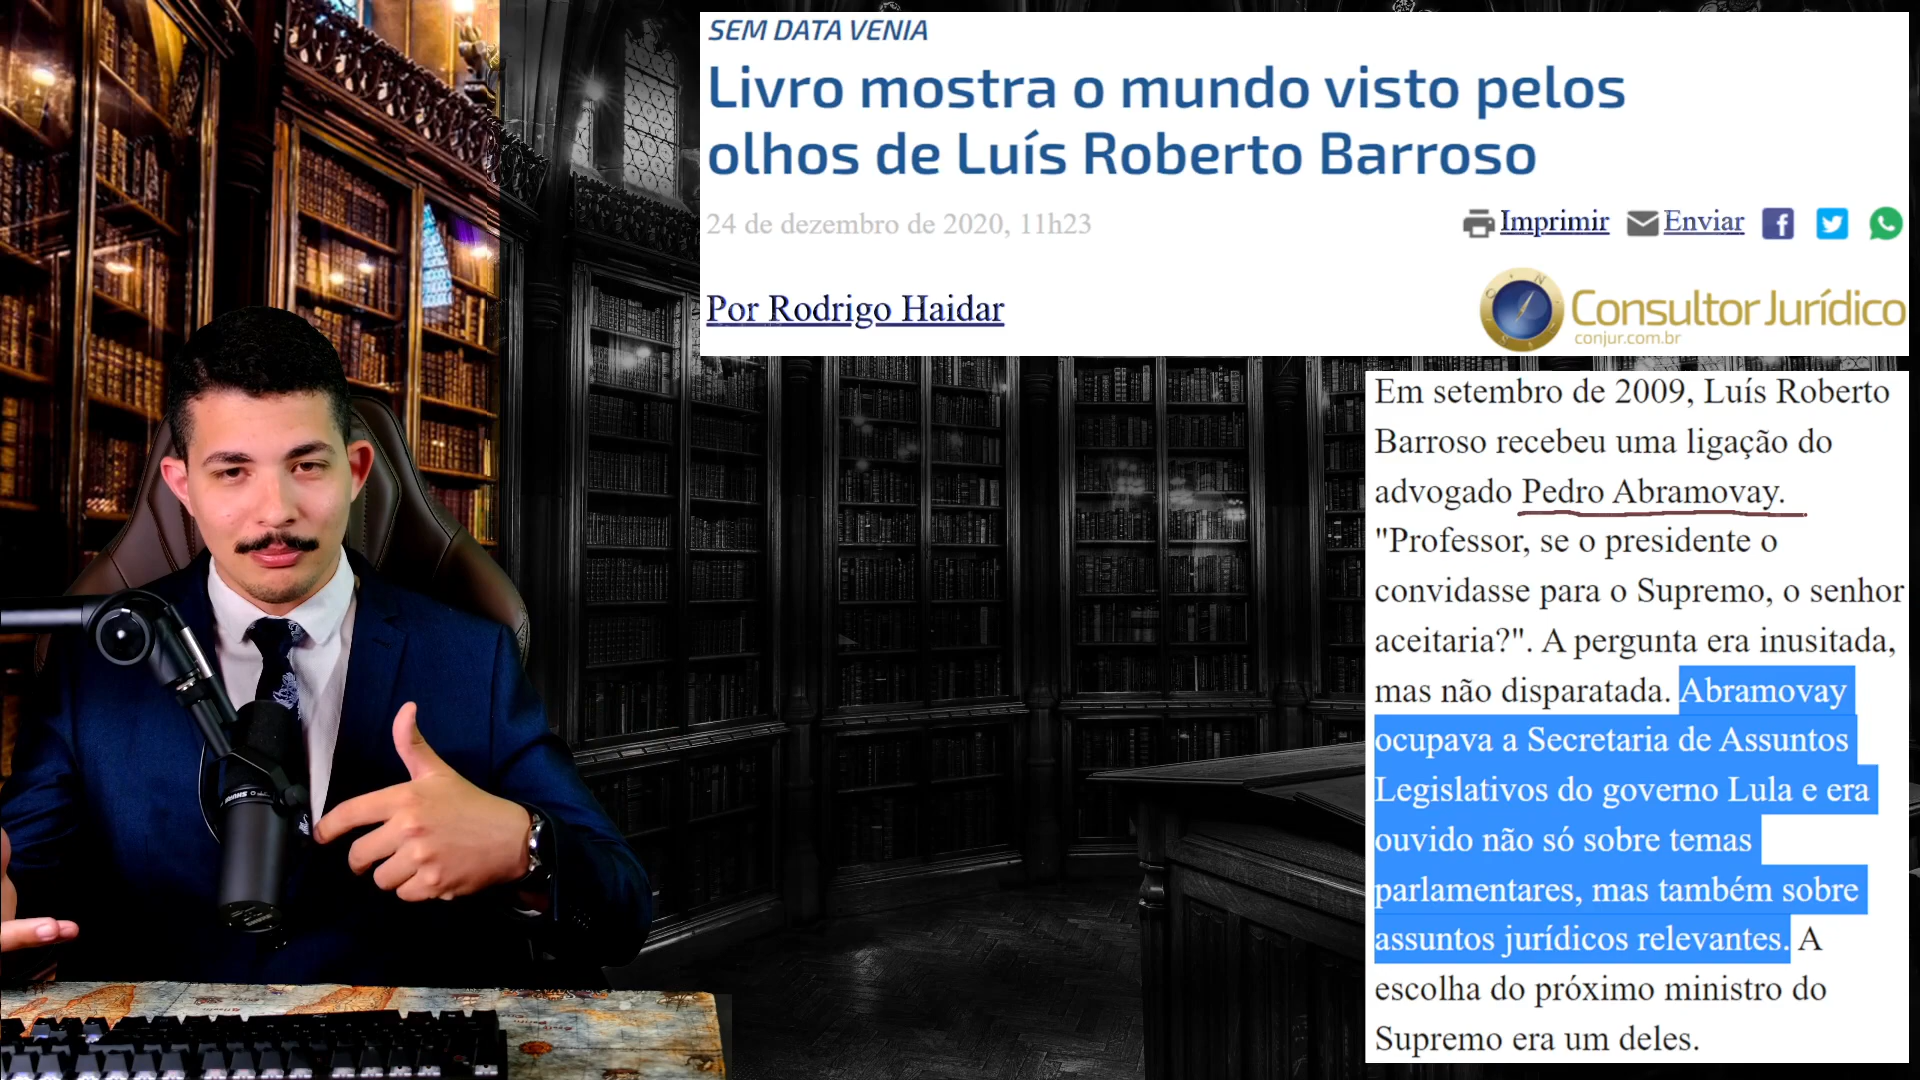 SEM DATA VENIA
Livro mostra o mundo visto pelos
olhos de Luís Roberto Barroso
24 de dezembro de 2020, 11h23
Imprimir
Enviar
Por Rodrigo Haidar
Consultor Jurídico
conjur.com.br
Em setembro de 2009, Luís Roberto
Barroso recebeu uma ligação do
advogado Pedro Abramovay.
"Professor, se o presidente o
convidasse para o Supremo, o senhor
aceitaria?". A pergunta era inusitada,
mas não disparatada. Abramovay
ocupava a Secretaria de Assuntos
Legislativos do governo Lula e era
ouvido não só sobre temas
parlamentares, mas também sobre
assuntos jurídicos relevantes. A
escolha do próximo ministro do
Supremo era um deles.
SHURE